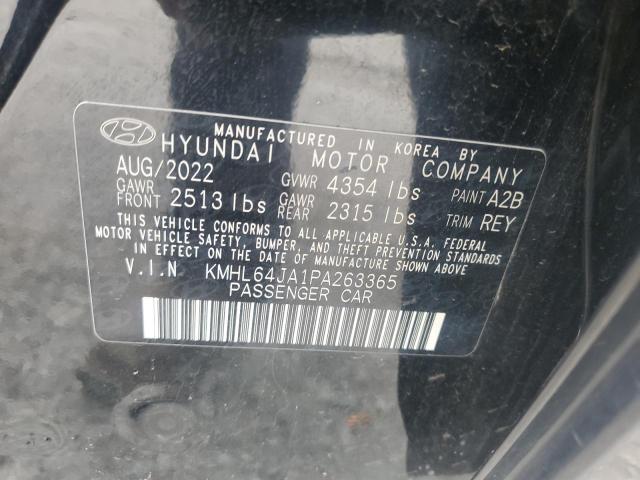 MANUFACTURED IN KOREA BY
HYUNDAI MOTOR COMPANY
AUG/2022 GVWR 4354 lbs PAINT A2B
GAWR FRONT 2513 lbs GAWR REAR 2315 lbs TRIM REY
THIS VEHICLE CONFORMS TO ALL APPLICABLE U.S.A. FEDERAL
MOTOR VEHICLE SAFETY, BUMPER, AND THEFT PREVENTION STANDARDS
IN EFFECT ON THE DATE OF MANUFACTURE SHOWN ABOVE
V.I.N. KMHL64JA1PA263365
PASSENGER CAR